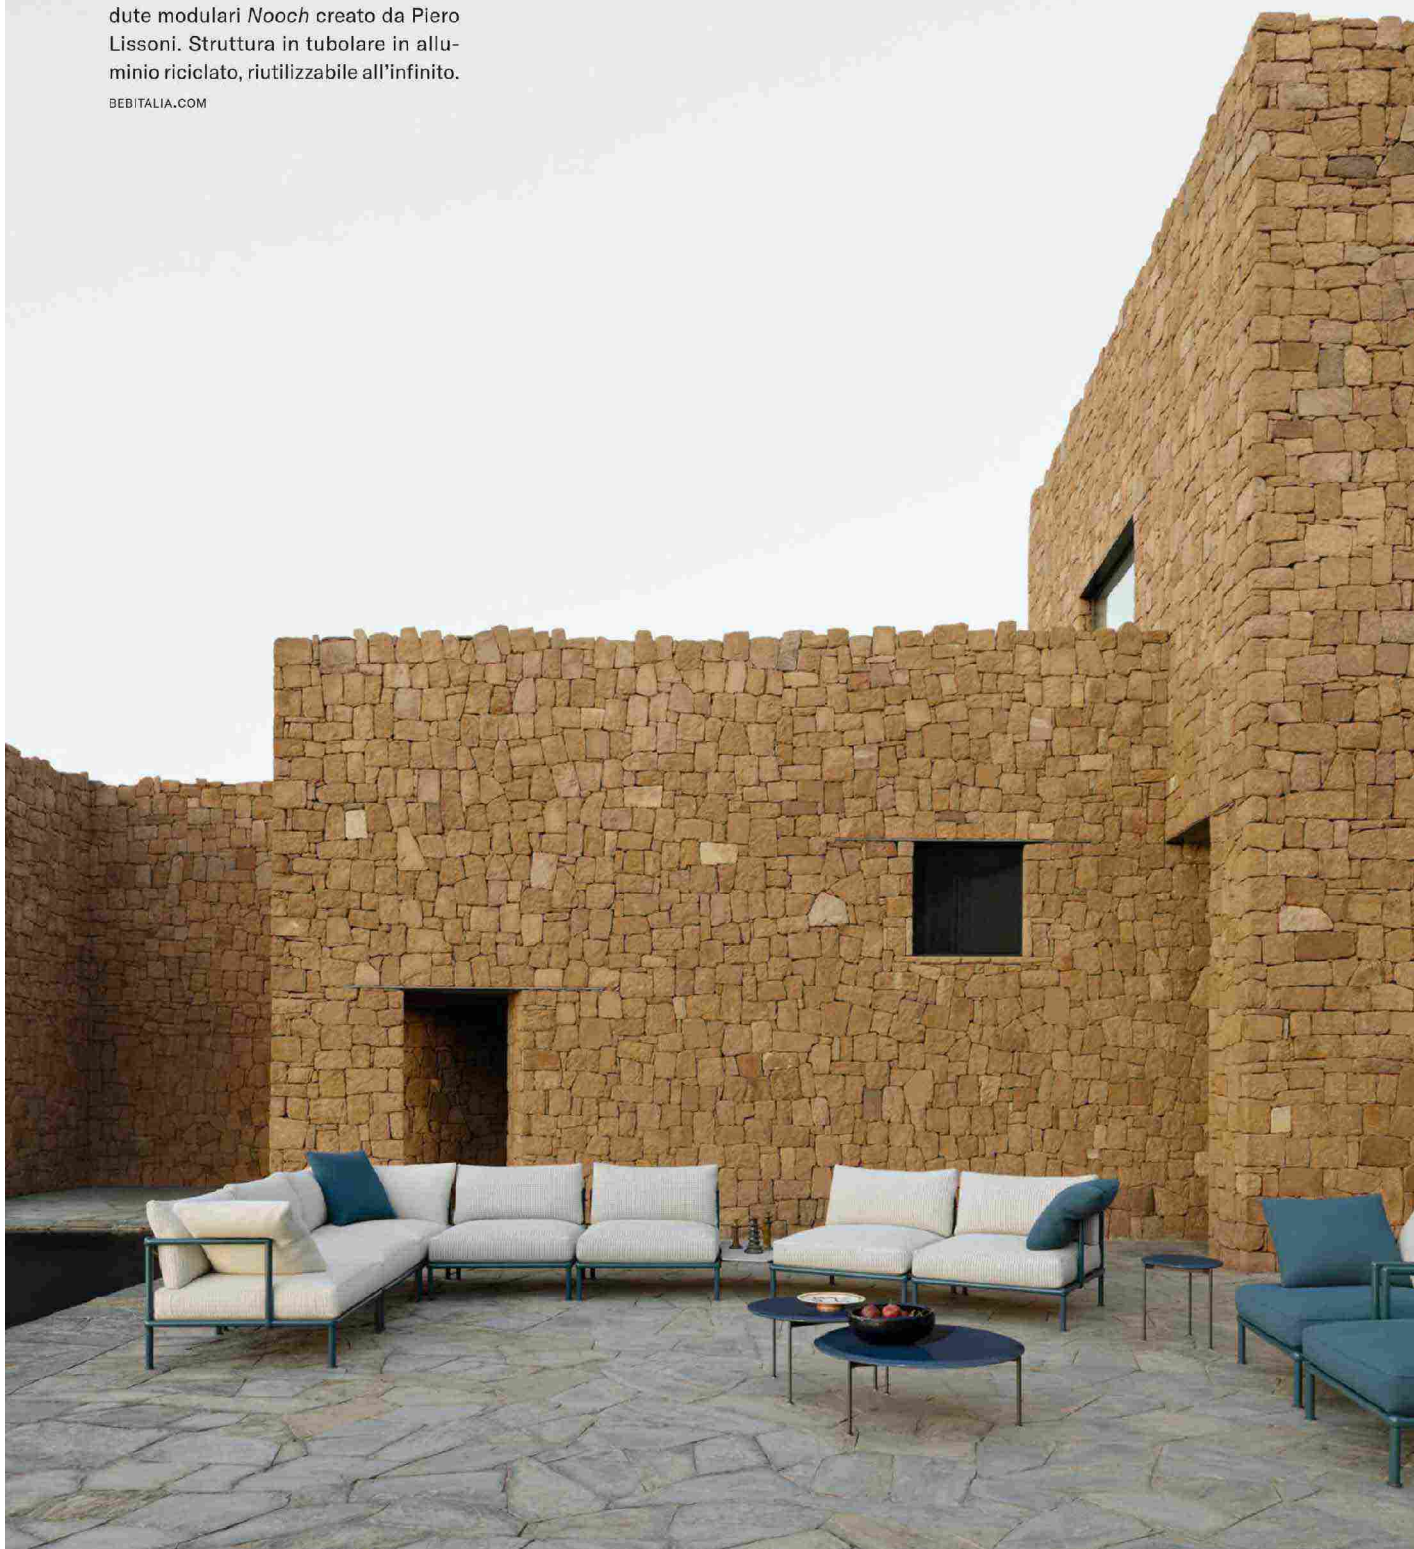 dute modulari Nooch creato da Piero
Lissoni. Struttura in tubolare in allu-
minio riciclato, riutilizzabile all'infinito.
BEBITALIA.COM